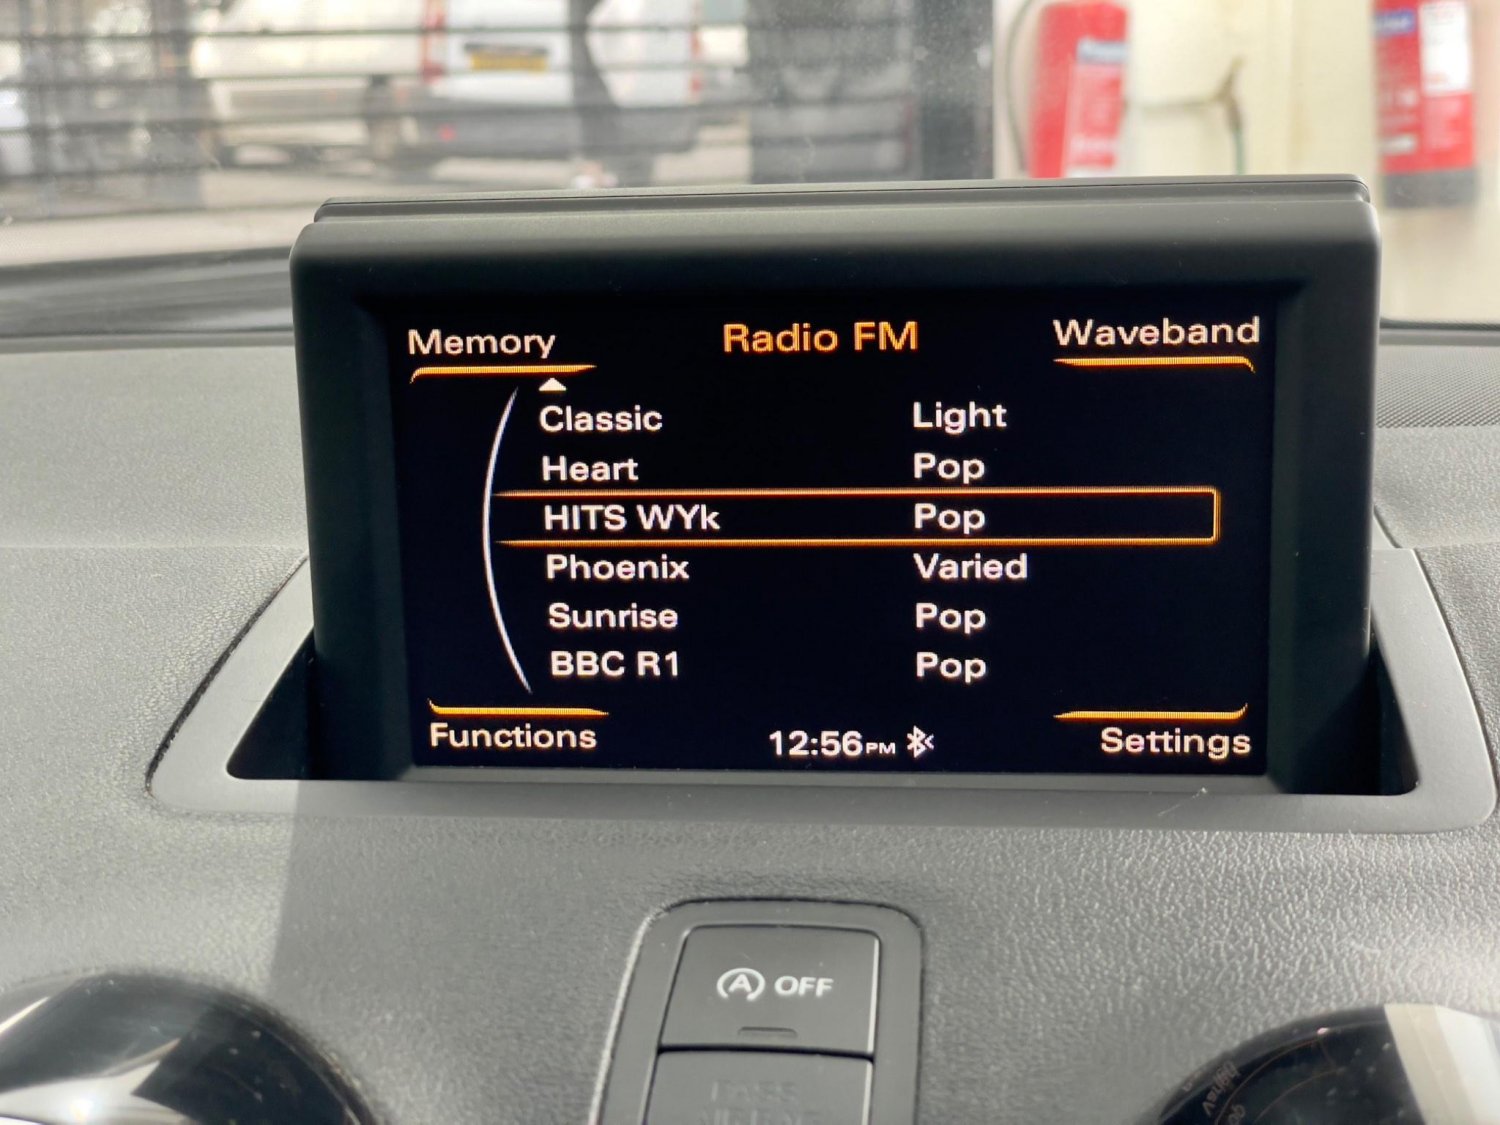 Memory Radio FM Waveband
Classic Light
Heart Pop
HITS WYk Pop
Phoenix Varied
Sunrise Pop
BBC R1 Pop
Functions 12:56PM Settings
A OFF